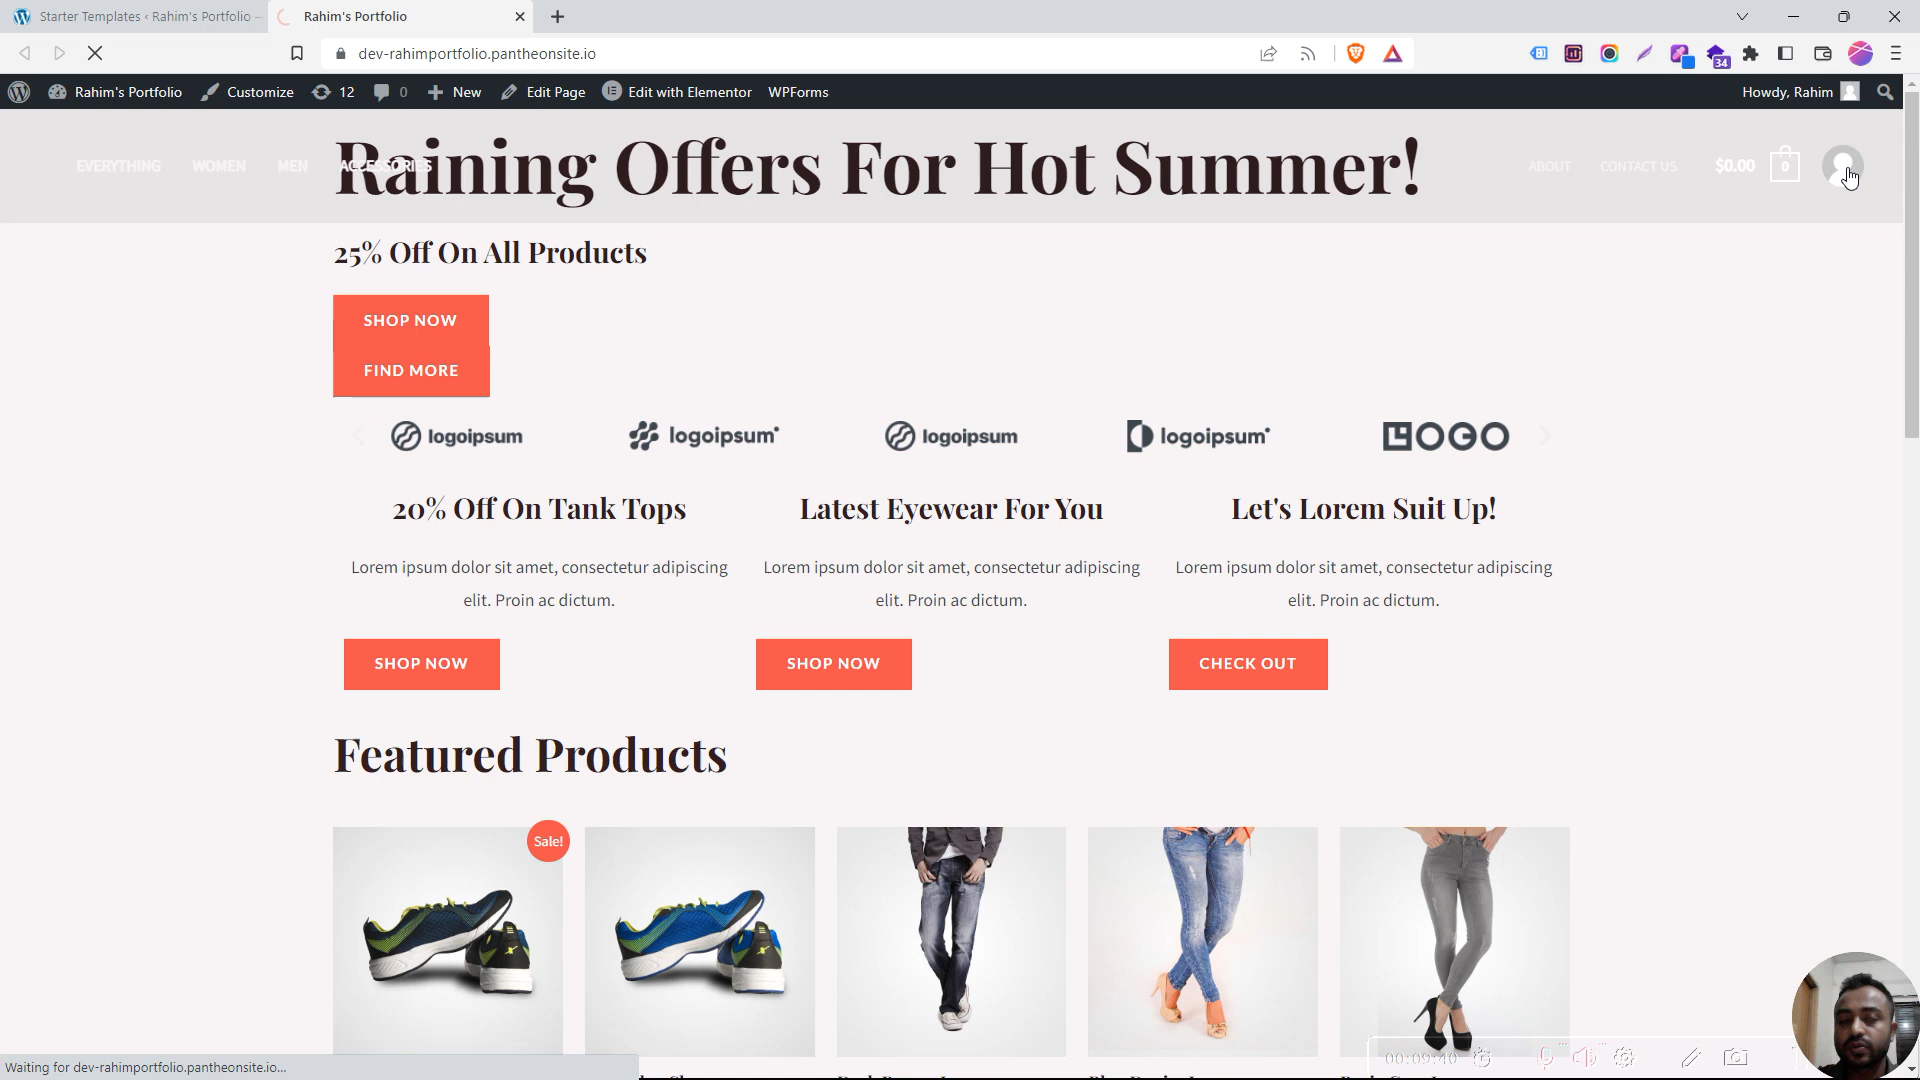 Starter Templates ‹ Rahim's Portfolio —
Rahim's Portfolio
dev-rahimportfolio.pantheonsite.io
34
Rahim's Portfolio
Customize
12
0
New
Edit Page
Edit with Elementor
WPForms
Howdy, Rahim
EVERYTHING
WOMEN
MEN
ACCESSORIES
Raining Offers For Hot Summer!
ABOUT
CONTACT US
$0.00
0
25% Off On All Products
SHOP NOW
FIND MORE
logoipsum
logoipsum
logoipsum
logoipsum
LOGO
20% Off On Tank Tops
Latest Eyewear For You
Let's Lorem Suit Up!
Lorem ipsum dolor sit amet, consectetur adipiscing
elit. Proin ac dictum.
Lorem ipsum dolor sit amet, consectetur adipiscing
elit. Proin ac dictum.
Lorem ipsum dolor sit amet, consectetur adipiscing
elit. Proin ac dictum.
SHOP NOW
SHOP NOW
CHECK OUT
Featured Products
Sale!
Waiting for dev-rahimportfolio.pantheonsite.io...
00:09:40